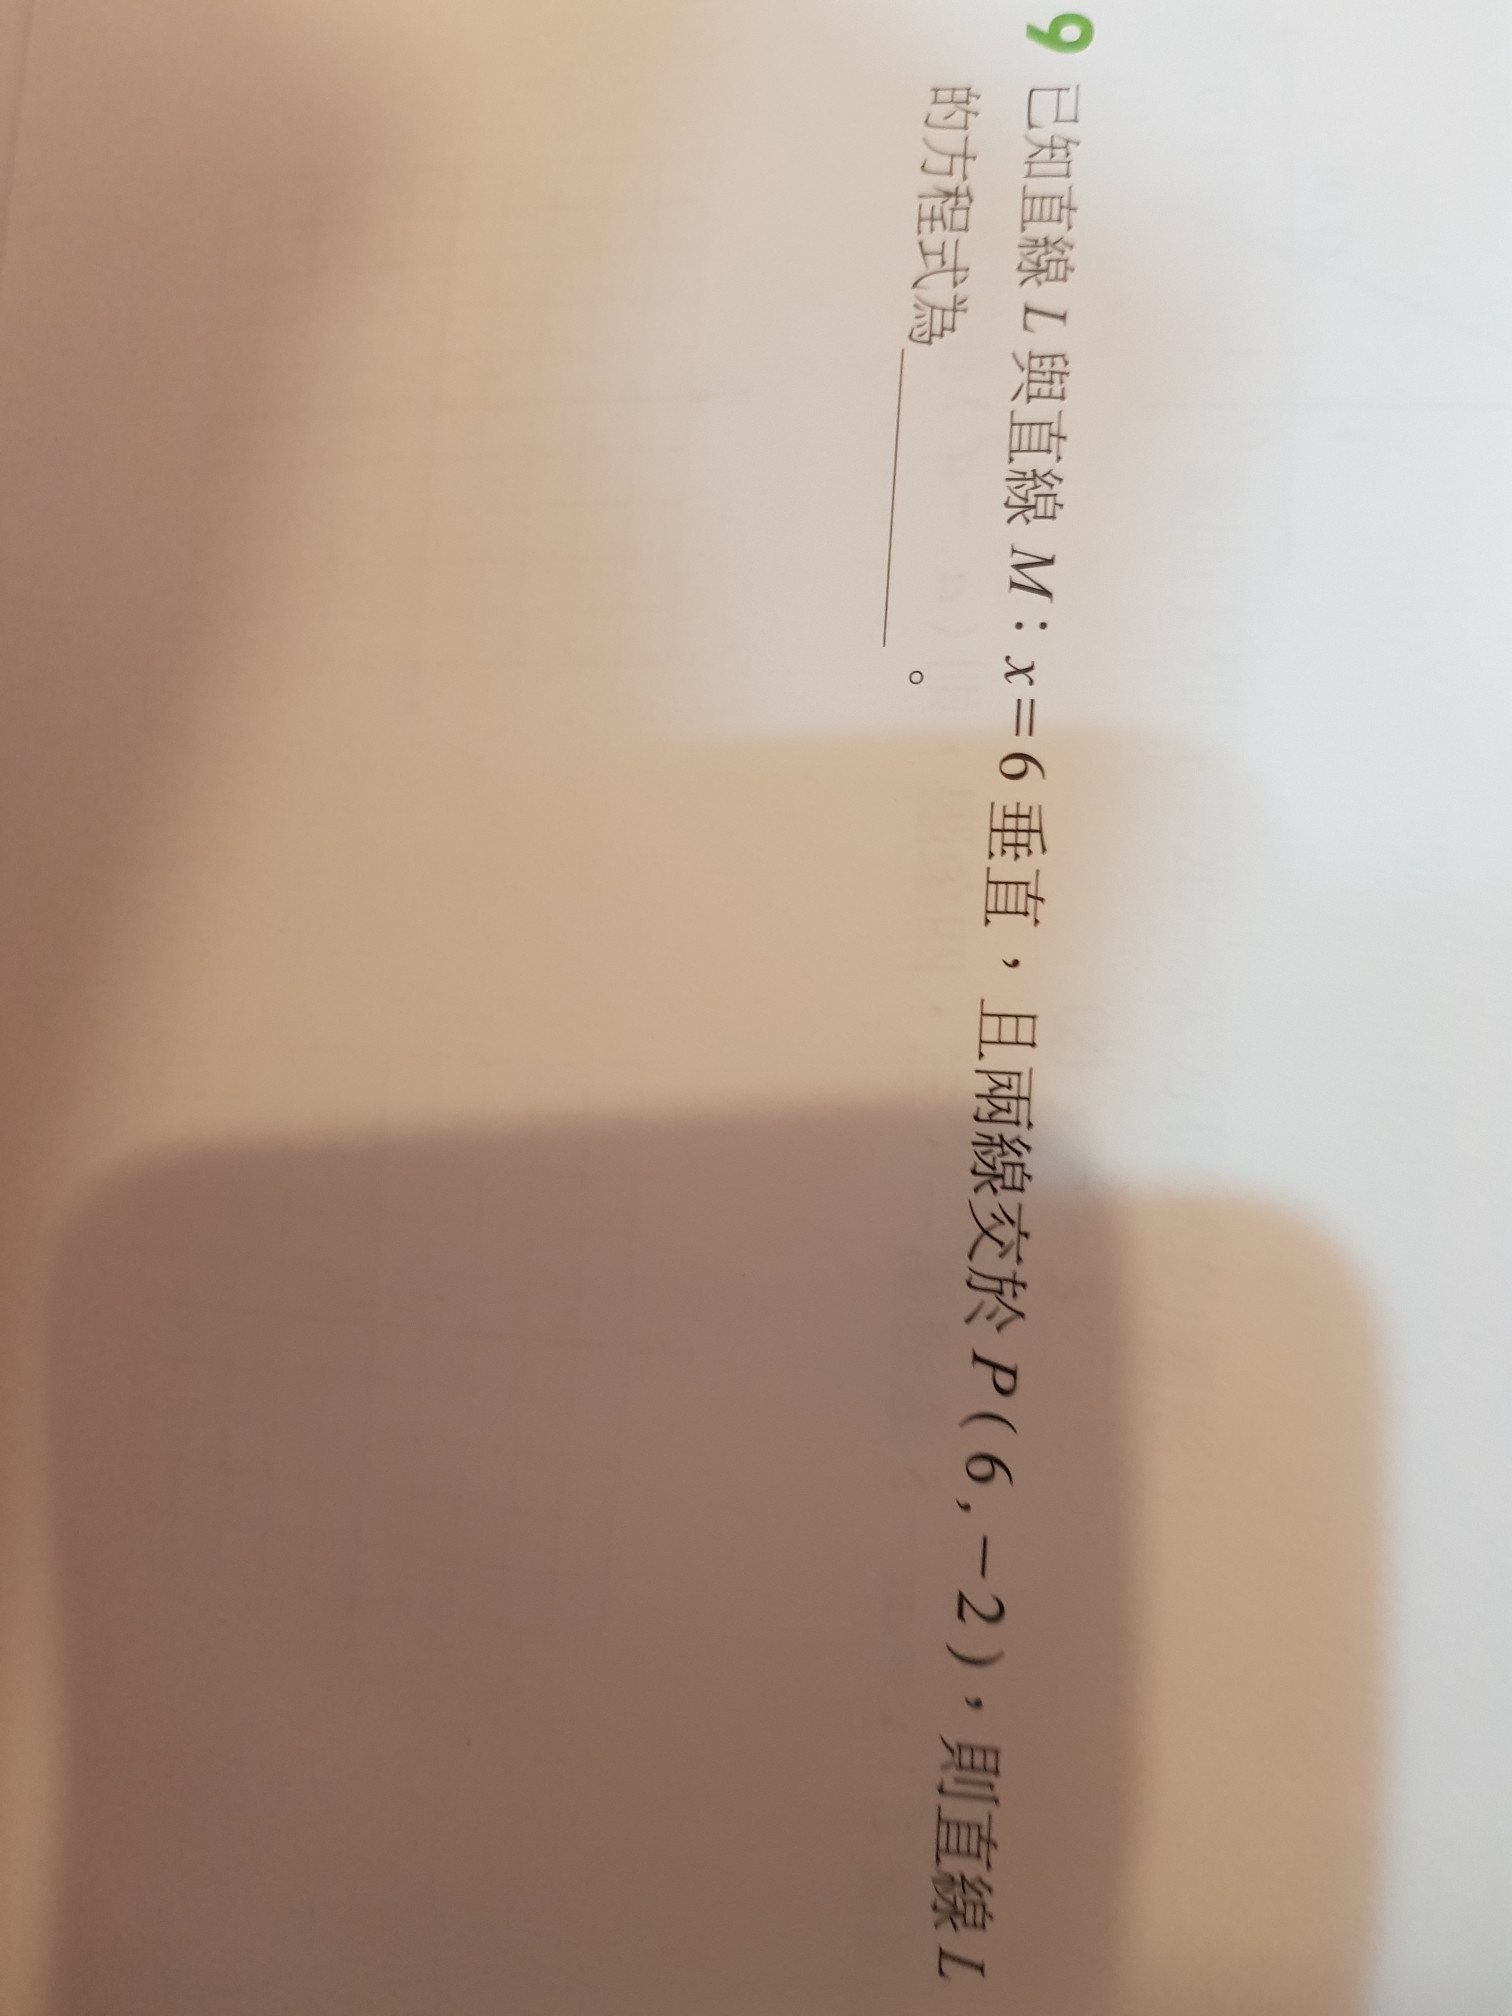 9 已知直線 L 與直線 M：x=6 垂直，且兩線交於 P(6,-2)，則直線 L
的方程式為＿＿＿＿＿＿。